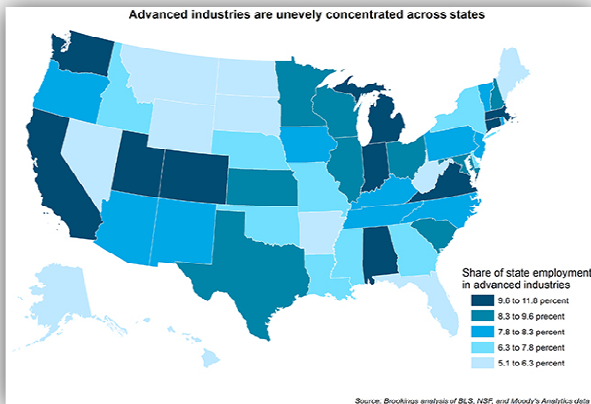 Advanced industries are unevely concentrated across states
Share of state employment
in advanced industries
9.6 to 11.8 percent
8.3 to 9.6 percent
7.8 to 8.3 percent
6.3 to 7.8 percent
5.1 to 6.3 percent
Source: Brookings analysis of BLS, NSF, and Moody's Analytics data